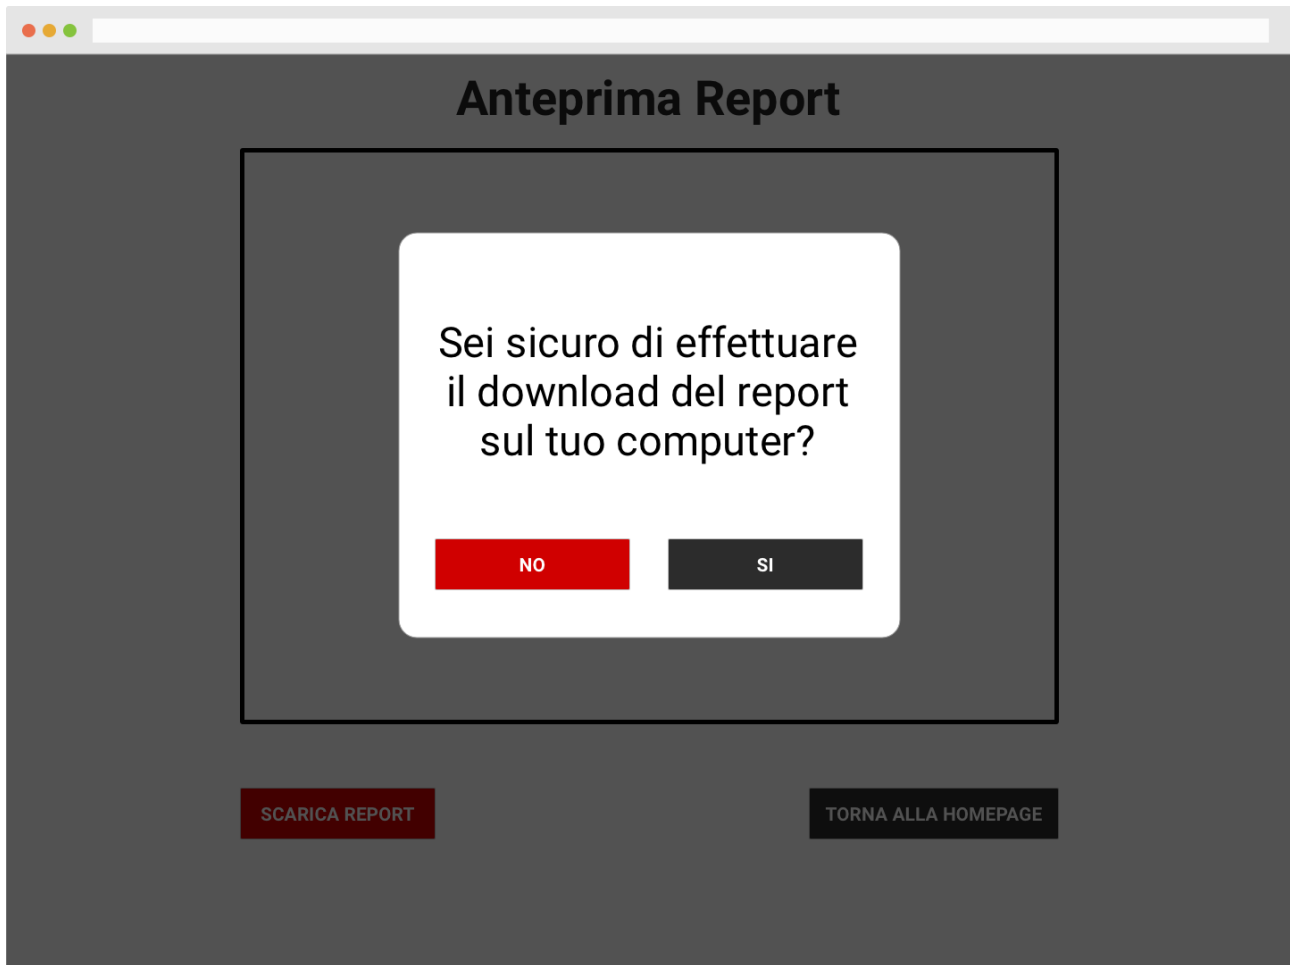 Anteprima Report
Sei sicuro di effettuare
il download del report
sul tuo computer?
NO
SI
SCARICA REPORT
TORNA ALLA HOMEPAGE